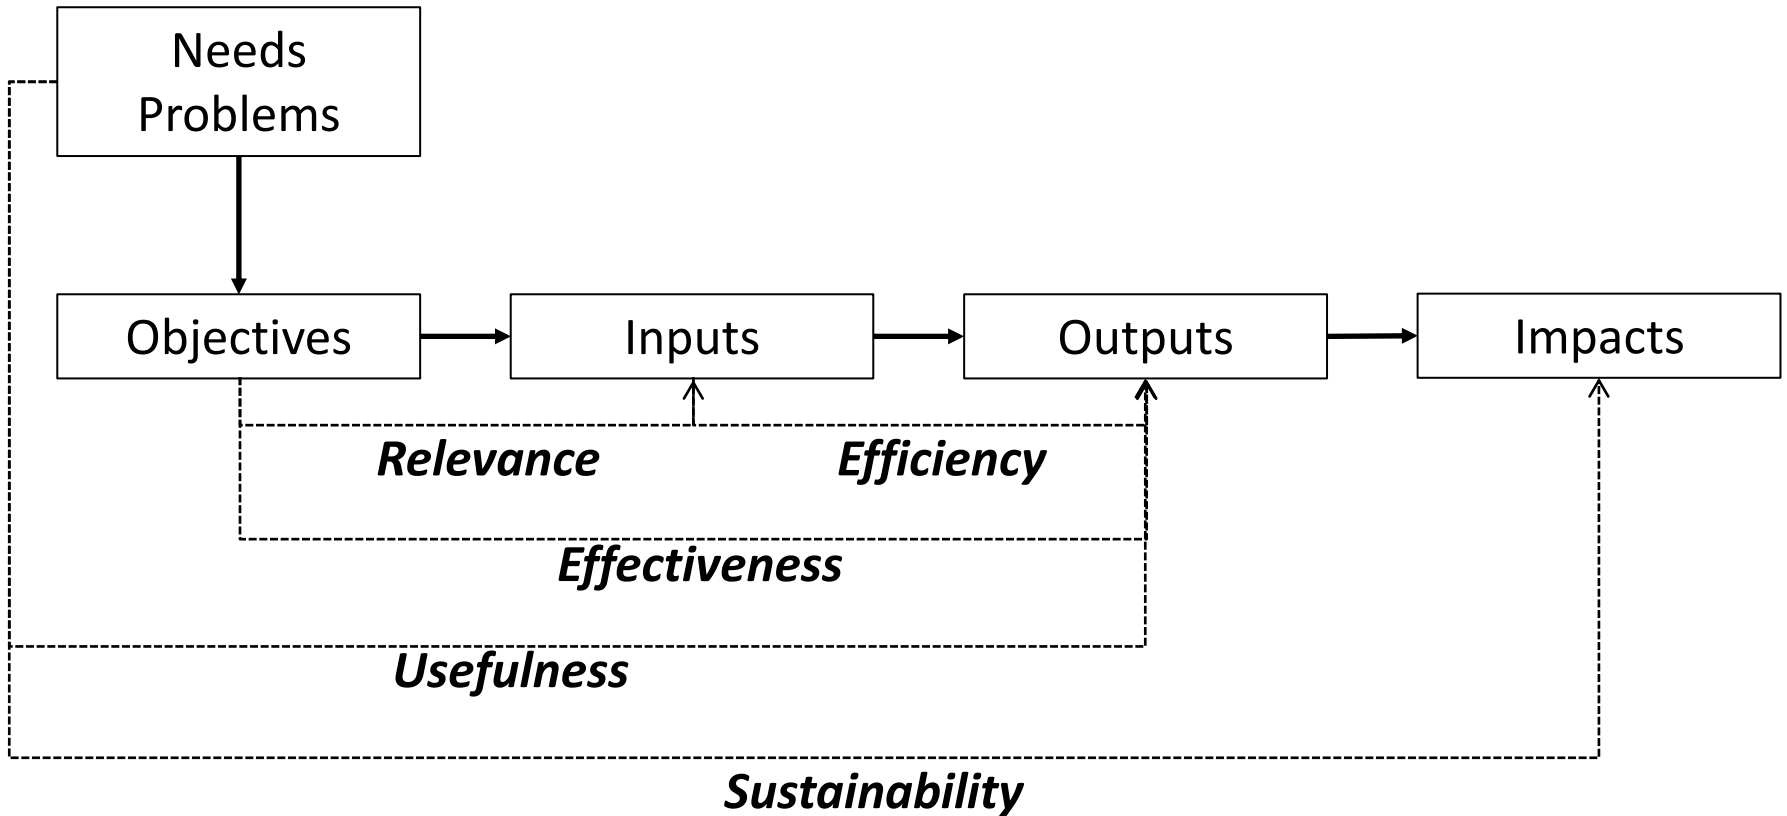 Needs
Problems
Objectives
Inputs
Outputs
Impacts
Relevance
Efficiency
Effectiveness
Usefulness
Sustainability